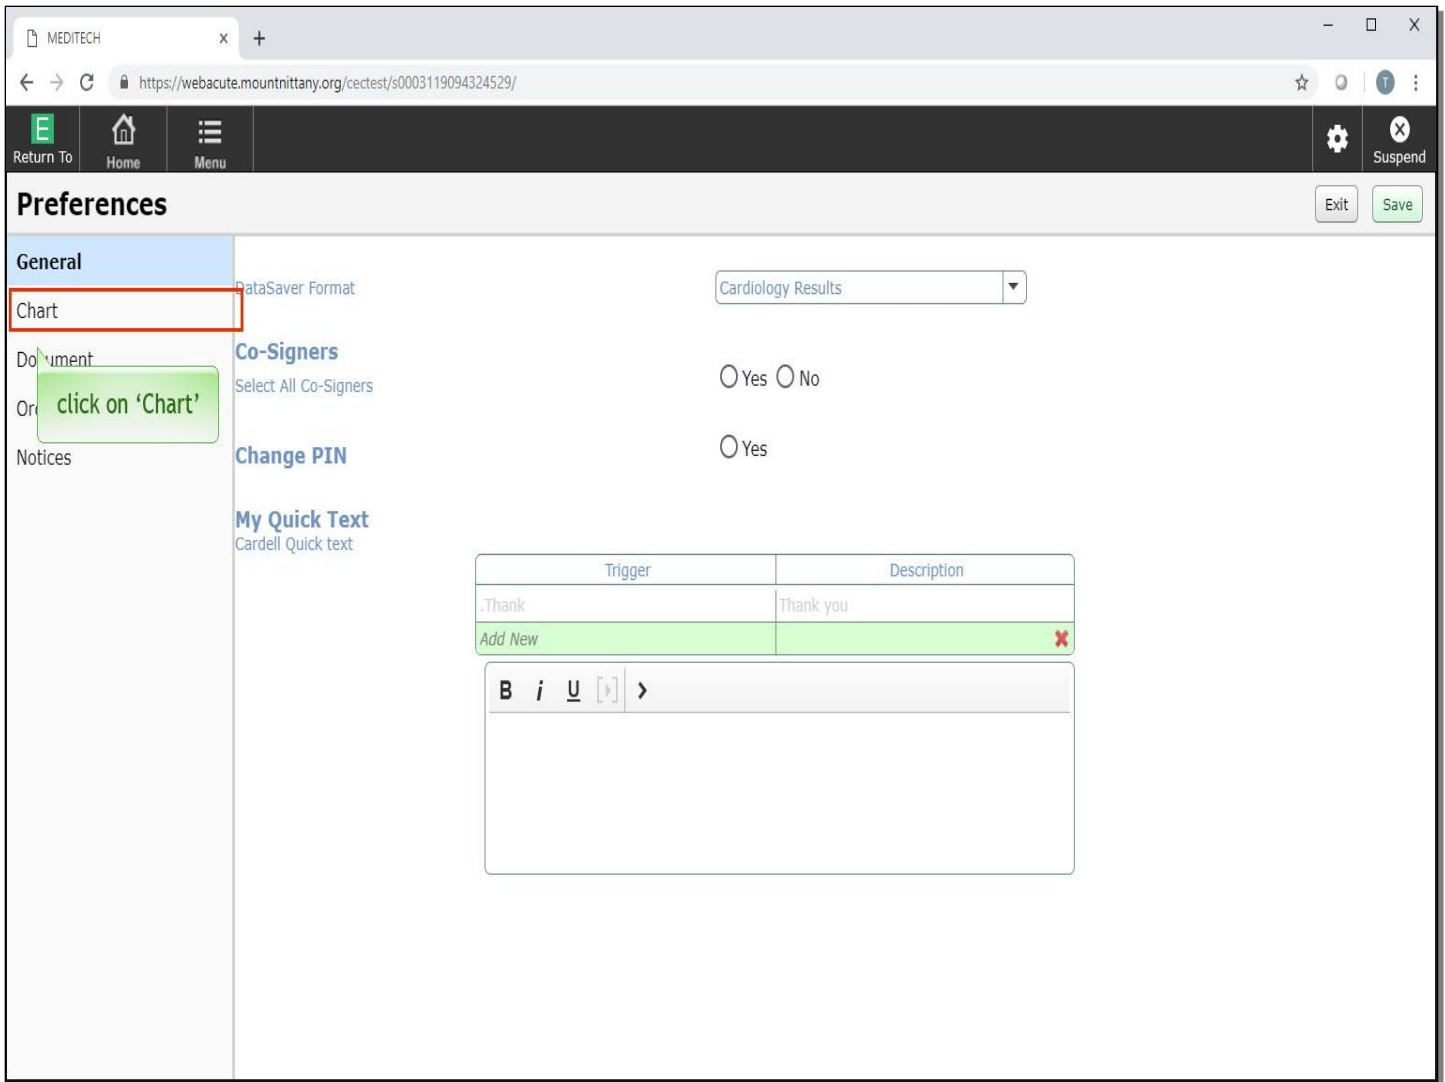 MEDITECH
https://webacute.mountnittany.org/cectest/s0003119094324529/
T
E
Return To
Home
Menu
Suspend
Preferences
Exit
Save
General
DataSaver Format
Cardiology Results
Chart
Co-Signers
Document
Select All Co-Signers
Yes
No
click on ‘Chart’
Notices
Change PIN
Yes
My Quick Text
Cardell Quick text
Trigger
Description
.Thank
Thank you
Add New
B i U